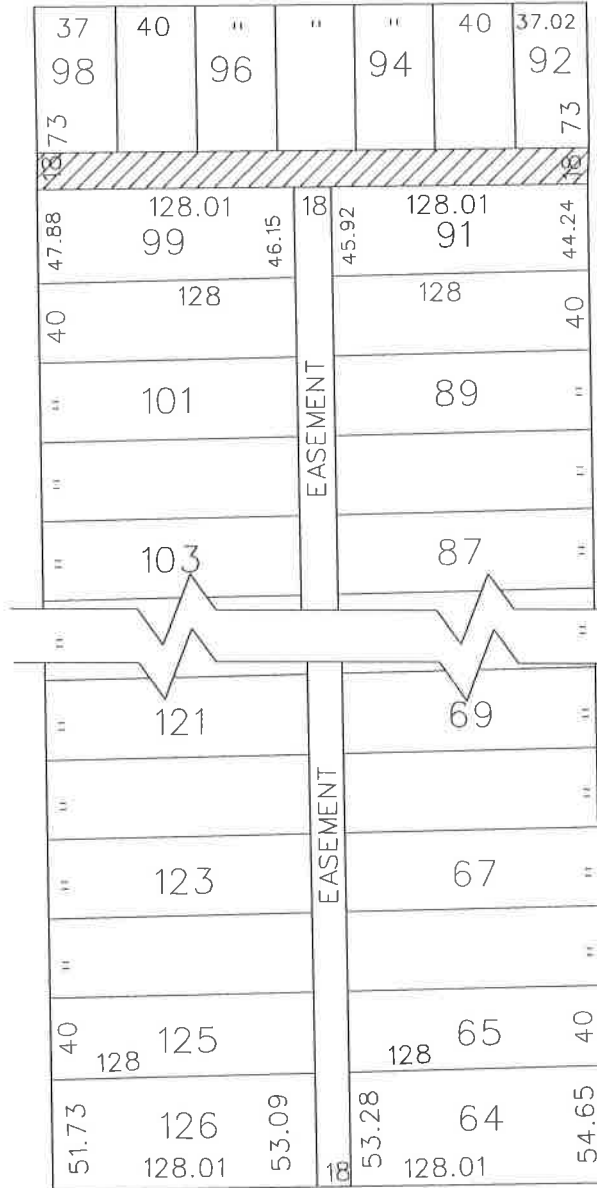 37 40 " " " 40 37.02
98 96 94 92
73 73
18 18
128.01 18 128.01
47.88 99 46.15 45.92 91 44.24
128 128
40 40
" 101 89 "
EASEMENT
" "
" 103 87 "
" "
" 121 69 "
" "
EASEMENT
" 123 67 "
" "
40 125 65 40
128 128
51.73 126 53.09 53.28 64 54.65
128.01 18 128.01